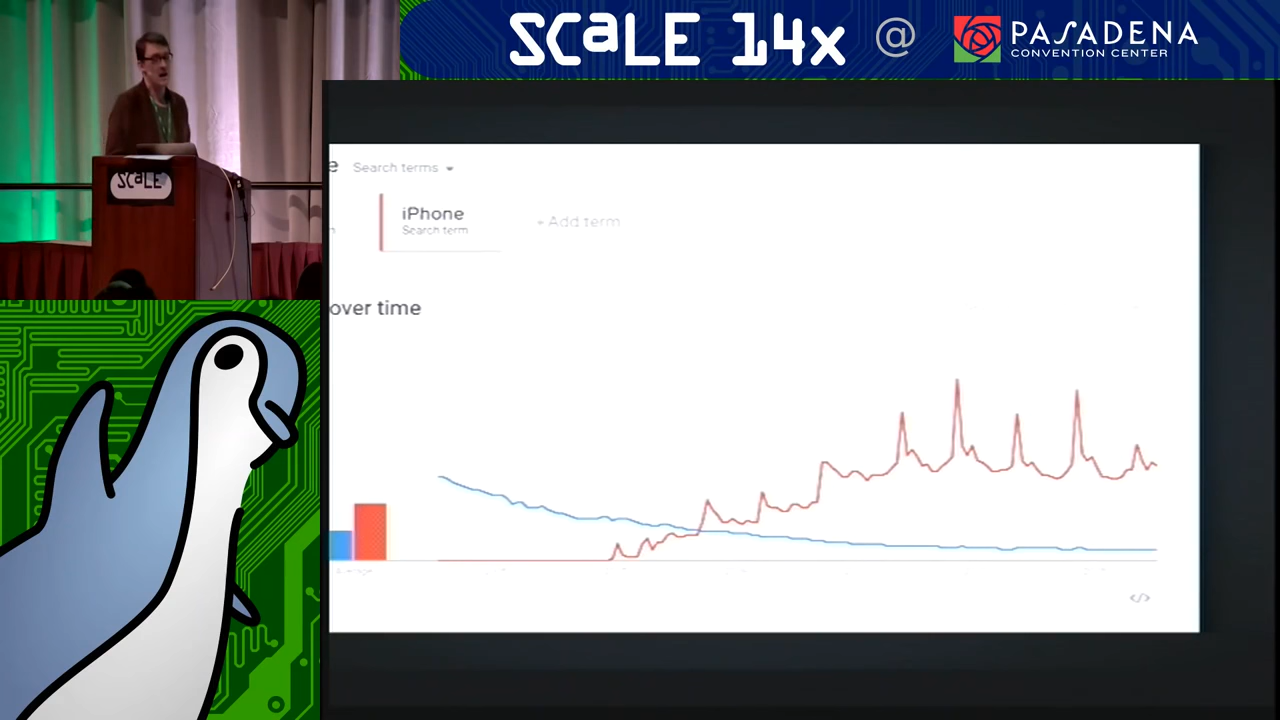 SCaLE 14x @ PASADENA
CONVENTION CENTER
SCaLE
e Search terms
iPhone
Search term
+ Add term
n
over time